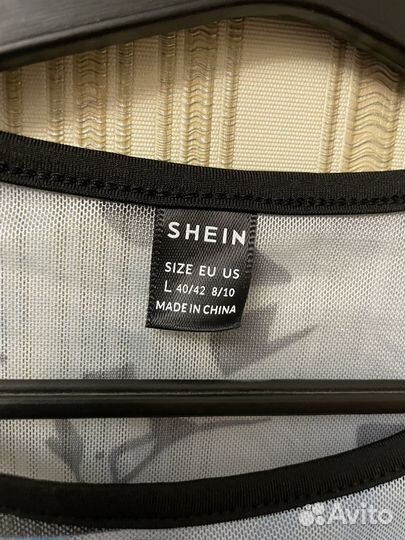 SHEIN
SIZE EU US
L 40/42 8/10
MADE IN CHINA
Avito